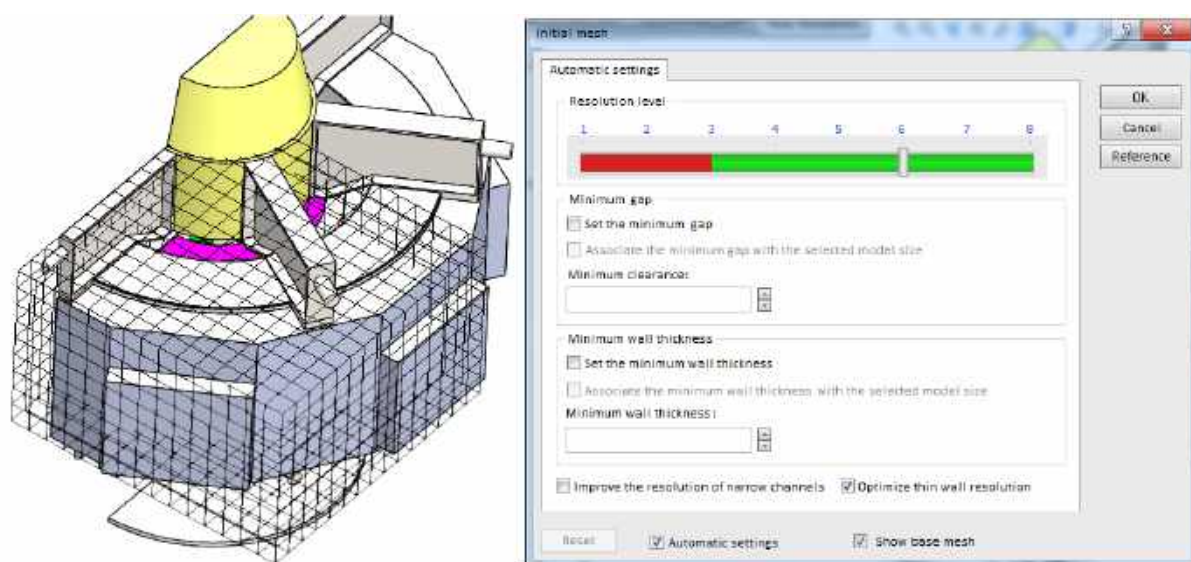 Initial mesh
Automatic settings
Resolution level
1 2 3 4 5 6 7 8
Minimum gap
Set the minimum gap
Associate the minimum gap with the selected model size
Minimum clearance:
Minimum wall thickness
Set the minimum wall thickness
Associate the minimum wall thickness with the selected model size
Minimum wall thickness:
Improve the resolution of narrow channels Optimize thin wall resolution
Reset Automatic settings Show base mesh
OK
Cancel
Reference